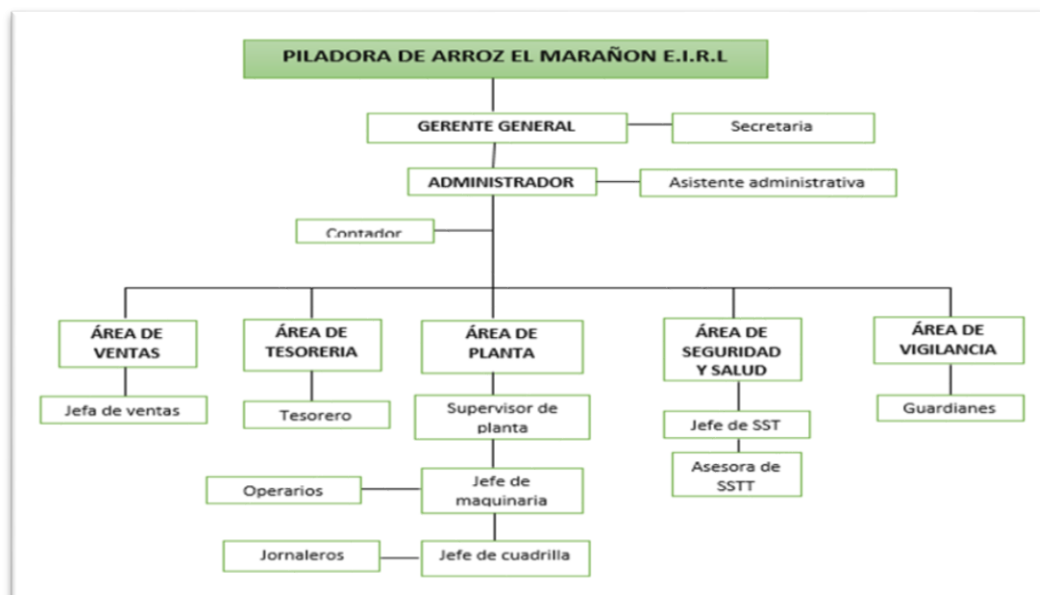 PILADORA DE ARROZ EL MARAÑON E.I.R.L
GERENTE GENERAL
Secretaria
ADMINISTRADOR
Asistente administrativa
Contador
ÁREA DE
VENTAS
ÁREA DE
TESORERIA
ÁREA DE
PLANTA
ÁREA DE
SEGURIDAD
Y SALUD
ÁREA DE
VIGILANCIA
Jefa de ventas
Tesorero
Supervisor de
planta
Jefe de SST
Guardianes
Asesora de
SSTT
Operarios
Jefe de
maquinaria
Jornaleros
Jefe de cuadrilla